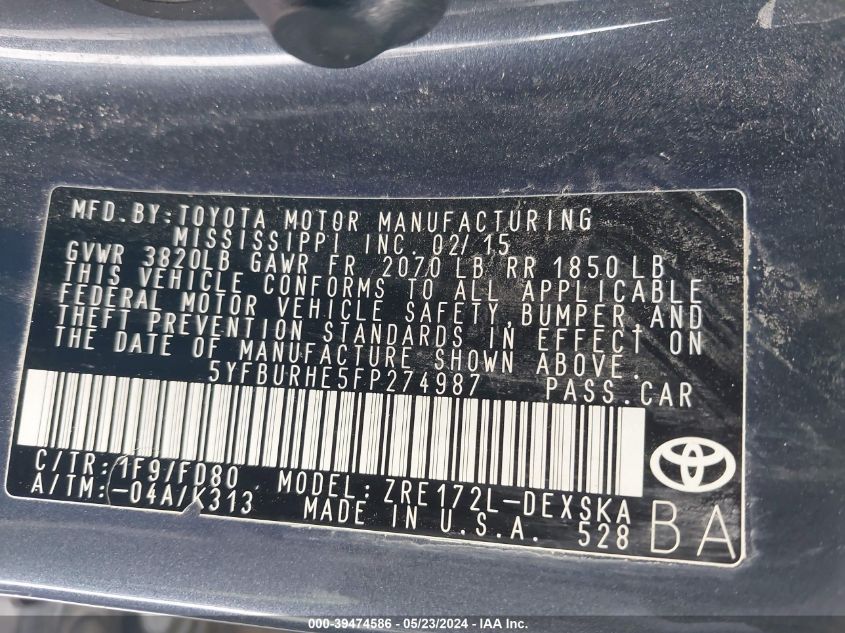 MFD.BY:TOYOTA MOTOR MANUFACTURING
MISSISSIPPI INC. 02/15
GVWR 3820LB GAWR FR 2070 LB RR 1850 LB
THIS VEHICLE CONFORMS TO ALL APPLICABLE
FEDERAL MOTOR VEHICLE SAFETY,BUMPER,AND
THEFT PREVENTION STANDARDS IN EFFECT ON
THE DATE OF MANUFACTURE SHOWN ABOVE.
5YFBURHE5FP274987 PASS.CAR
C/TR: 1F9/FD80
A/TM:-04A/K313 MODEL: ZRE172L-DEXSKA
MADE IN U.S.A. 528 BA
000-39474586 - 05/23/2024 - IAA Inc.